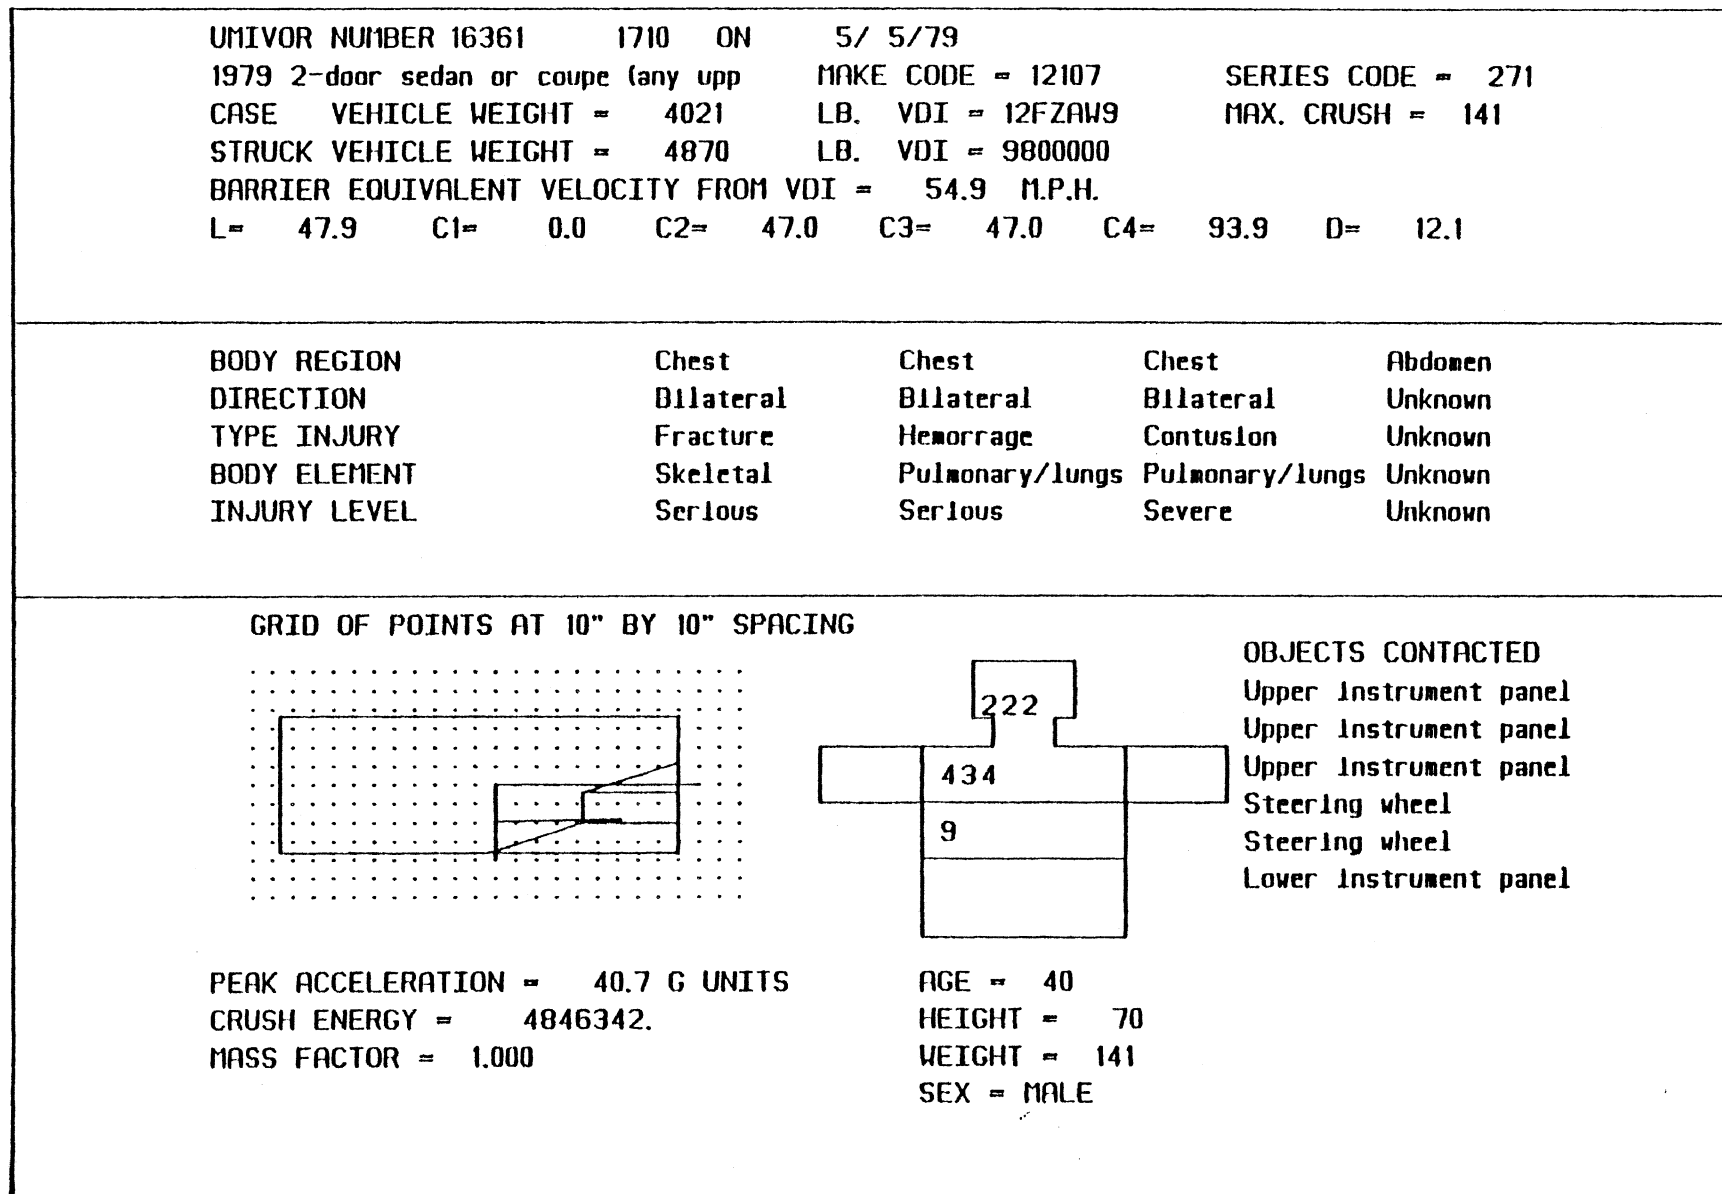 UMIVOR NUMBER 16361 1710 ON 5/ 5/79
1979 2-door sedan or coupe (any upp MAKE CODE = 12107 SERIES CODE = 271
CASE VEHICLE WEIGHT = 4021 LB. VDI = 12FZAW9 MAX. CRUSH = 141
STRUCK VEHICLE WEIGHT = 4870 LB. VDI = 9800000
BARRIER EQUIVALENT VELOCITY FROM VDI = 54.9 M.P.H.
L= 47.9 C1= 0.0 C2= 47.0 C3= 47.0 C4= 93.9 D= 12.1
BODY REGION Chest Chest Chest Abdomen
DIRECTION Bilateral Bilateral Bilateral Unknown
TYPE INJURY Fracture Hemorrage Contusion Unknown
BODY ELEMENT Skeletal Pulmonary/lungs Pulmonary/lungs Unknown
INJURY LEVEL Serious Serious Severe Unknown
GRID OF POINTS AT 10" BY 10" SPACING
222
434
9
OBJECTS CONTACTED
Upper instrument panel
Upper instrument panel
Upper instrument panel
Steering wheel
Steering wheel
Lower instrument panel
PEAK ACCELERATION = 40.7 G UNITS
CRUSH ENERGY = 4846342.
MASS FACTOR = 1.000
AGE = 40
HEIGHT = 70
WEIGHT = 141
SEX = MALE